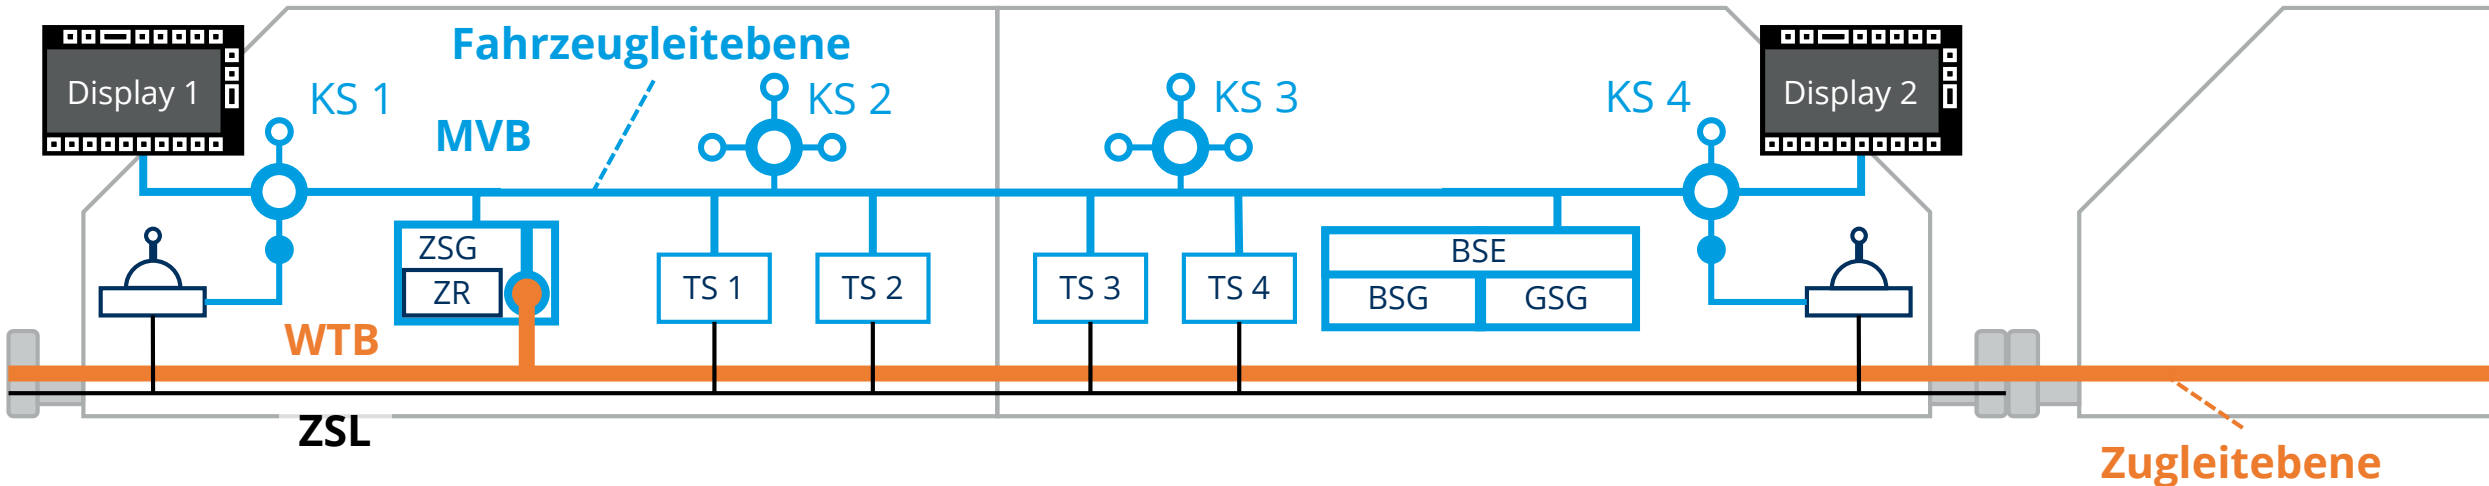 Fahrzeugleitebene
Display 1
Display 2
KS 1
KS 2
KS 3
KS 4
MVB
ZSG
ZR
TS 1
TS 2
TS 3
TS 4
BSE
BSG
GSG
WTB
ZSL
Zugleitebene